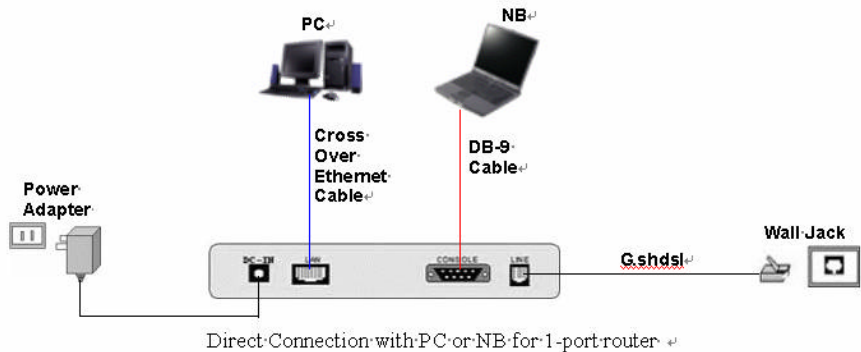 PC
NB
Cross
Over
Ethernet
Cable
DB-9
Cable
Power
Adapter
Wall Jack
DC-IN
LAN
CONSOLE
LINE
G.shdsl
Direct Connection with PC or NB for 1-port router